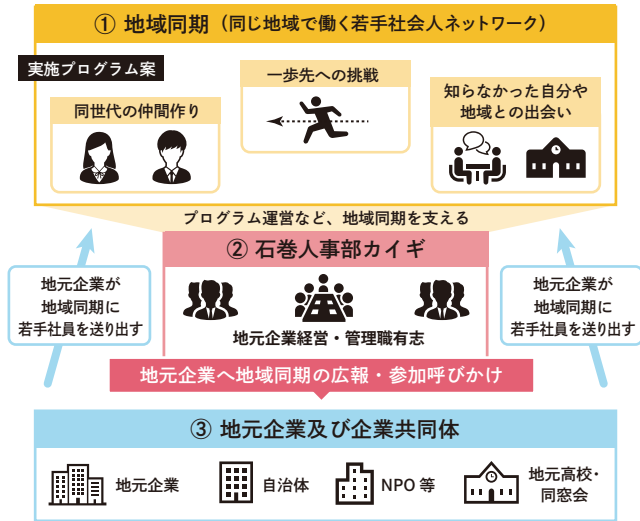 ① 地域同期（同じ地域で働く若手社会人ネットワーク）
実施プログラム案
同世代の仲間作り
一歩先への挑戦
知らなかった自分や
地域との出会い
プログラム運営など、地域同期を支える
② 石巻人事部カイギ
地元企業経営・管理職有志
地元企業が
地域同期に
若手社員を送り出す
地元企業が
地域同期に
若手社員を送り出す
地元企業へ地域同期の広報・参加呼びかけ
③ 地元企業及び企業共同体
地元企業
自治体
NPO 等
地元高校・
同窓会